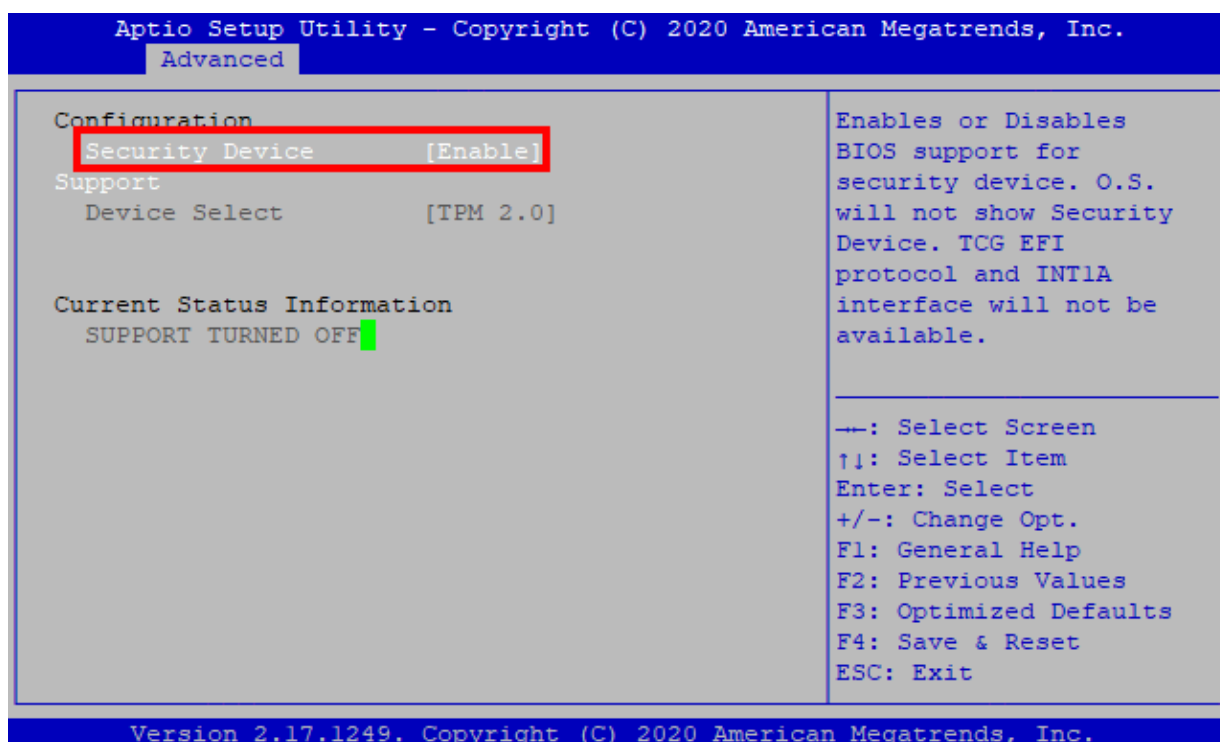 Aptio Setup Utility – Copyright (C) 2020 American Megatrends, Inc.
Advanced
Configuration
Security Device [Enable]
Support
Device Select [TPM 2.0]
Current Status Information
SUPPORT TURNED OFF
Enables or Disables
BIOS support for
security device. O.S.
will not show Security
Device. TCG EFI
protocol and INT1A
interface will not be
available.
→←: Select Screen
↑↓: Select Item
Enter: Select
+/-: Change Opt.
F1: General Help
F2: Previous Values
F3: Optimized Defaults
F4: Save & Reset
ESC: Exit
Version 2.17.1249. Copyright (C) 2020 American Megatrends, Inc.